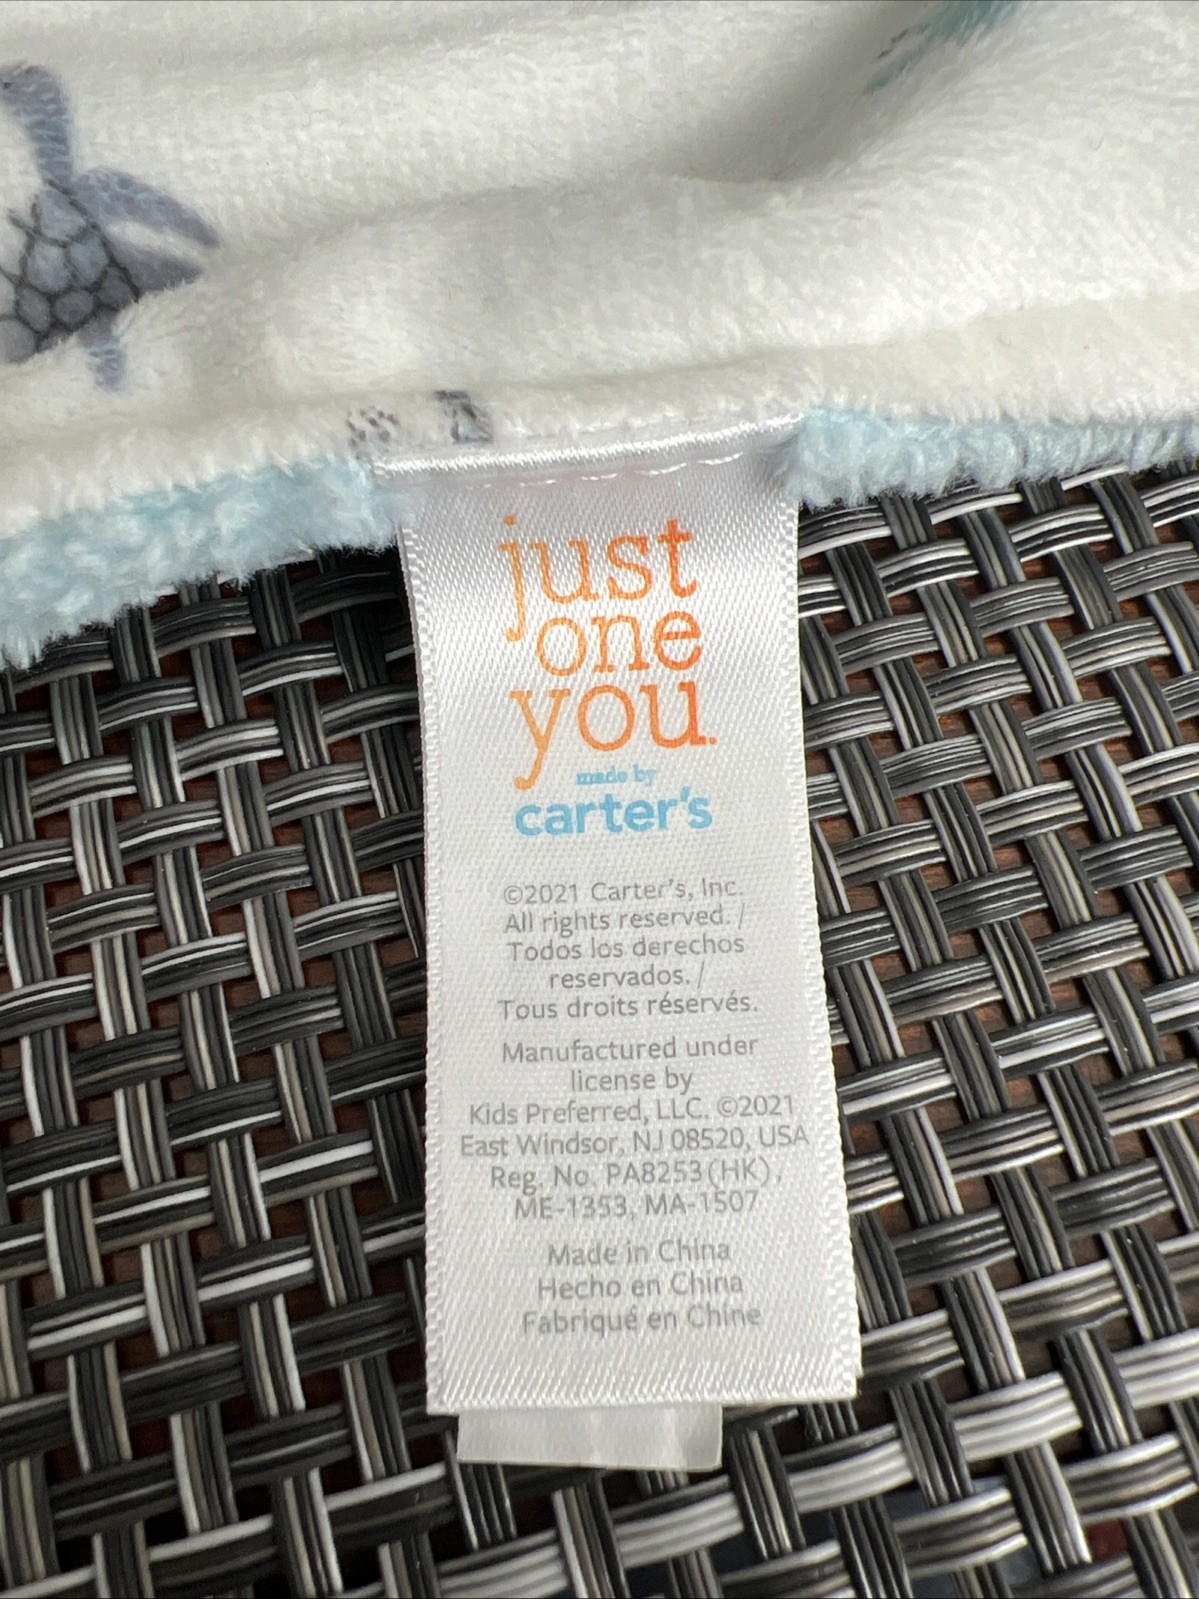 just
one
you.
made by
carter's
©2021 Carter's, Inc.
All rights reserved. /
Todos los derechos
reservados. /
Tous droits réservés.
Manufactured under
license by
Kids Preferred, LLC. ©2021
East Windsor, NJ 08520, USA
Reg. No. PA8253(HK),
ME-1353, MA-1507
Made in China
Hecho en China
Fabriqué en Chine